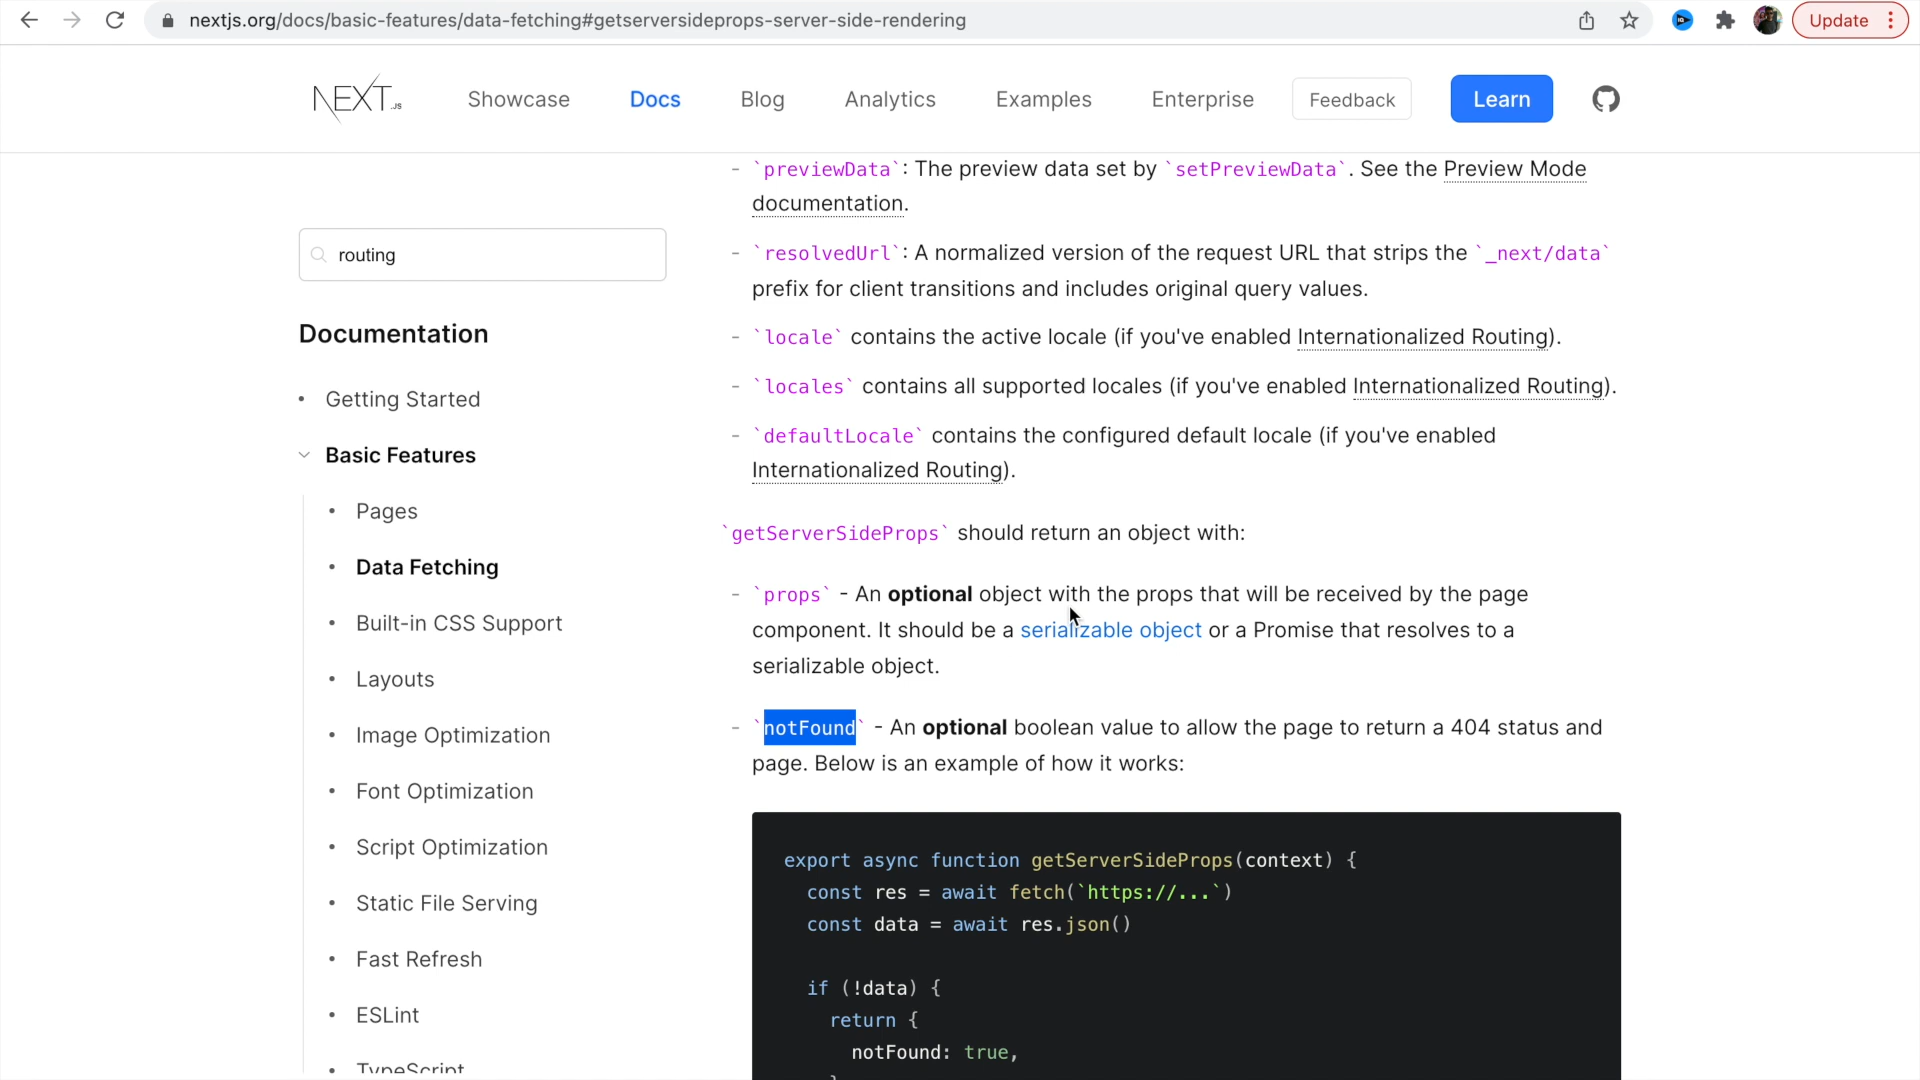 nextjs.org/docs/basic-features/data-fetching#getserversideprops-server-side-rendering
Update
NEXT.JS
Showcase
Docs
Blog
Analytics
Examples
Enterprise
Feedback
Learn
routing
Documentation
• Getting Started
Basic Features
• Pages
• Data Fetching
• Built-in CSS Support
• Layouts
• Image Optimization
• Font Optimization
• Script Optimization
• Static File Serving
• Fast Refresh
• ESLint
• TypeScript
- `previewData`: The preview data set by `setPreviewData`. See the Preview Mode
documentation.
- `resolvedUrl`: A normalized version of the request URL that strips the `_next/data`
prefix for client transitions and includes original query values.
- `locale` contains the active locale (if you've enabled Internationalized Routing).
- `locales` contains all supported locales (if you've enabled Internationalized Routing).
- `defaultLocale` contains the configured default locale (if you've enabled
Internationalized Routing).
`getServerSideProps` should return an object with:
- `props` - An optional object with the props that will be received by the page
component. It should be a serializable object or a Promise that resolves to a
serializable object.
- `notFound` - An optional boolean value to allow the page to return a 404 status and
page. Below is an example of how it works:
export async function getServerSideProps(context) {
const res = await fetch(`https://...`)
const data = await res.json()
if (!data) {
return {
notFound: true,
}